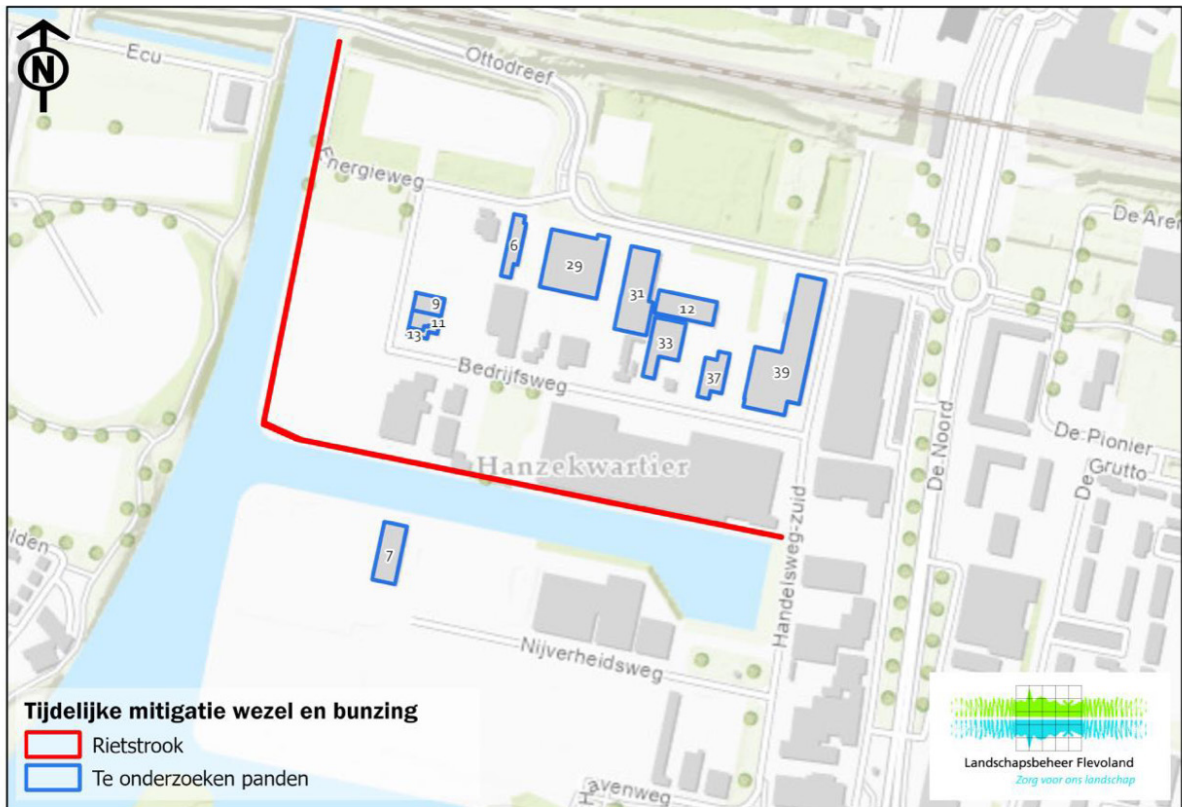 N
Ecu
Ottodreef
Energieweg
De Aren
6
29
31
12
9
11
13
33
37
39
Bedrijfsweg
De Noord
De Pionier
Grutto
De
Hanzekwartier
Handelsweg-zuid
7
Nijverheidsweg
Tijdelijke mitigatie wezel en bunzing
Rietstrook
Te onderzoeken panden
Landschapsbeheer Flevoland
Zorg voor ons landschap
avenweg